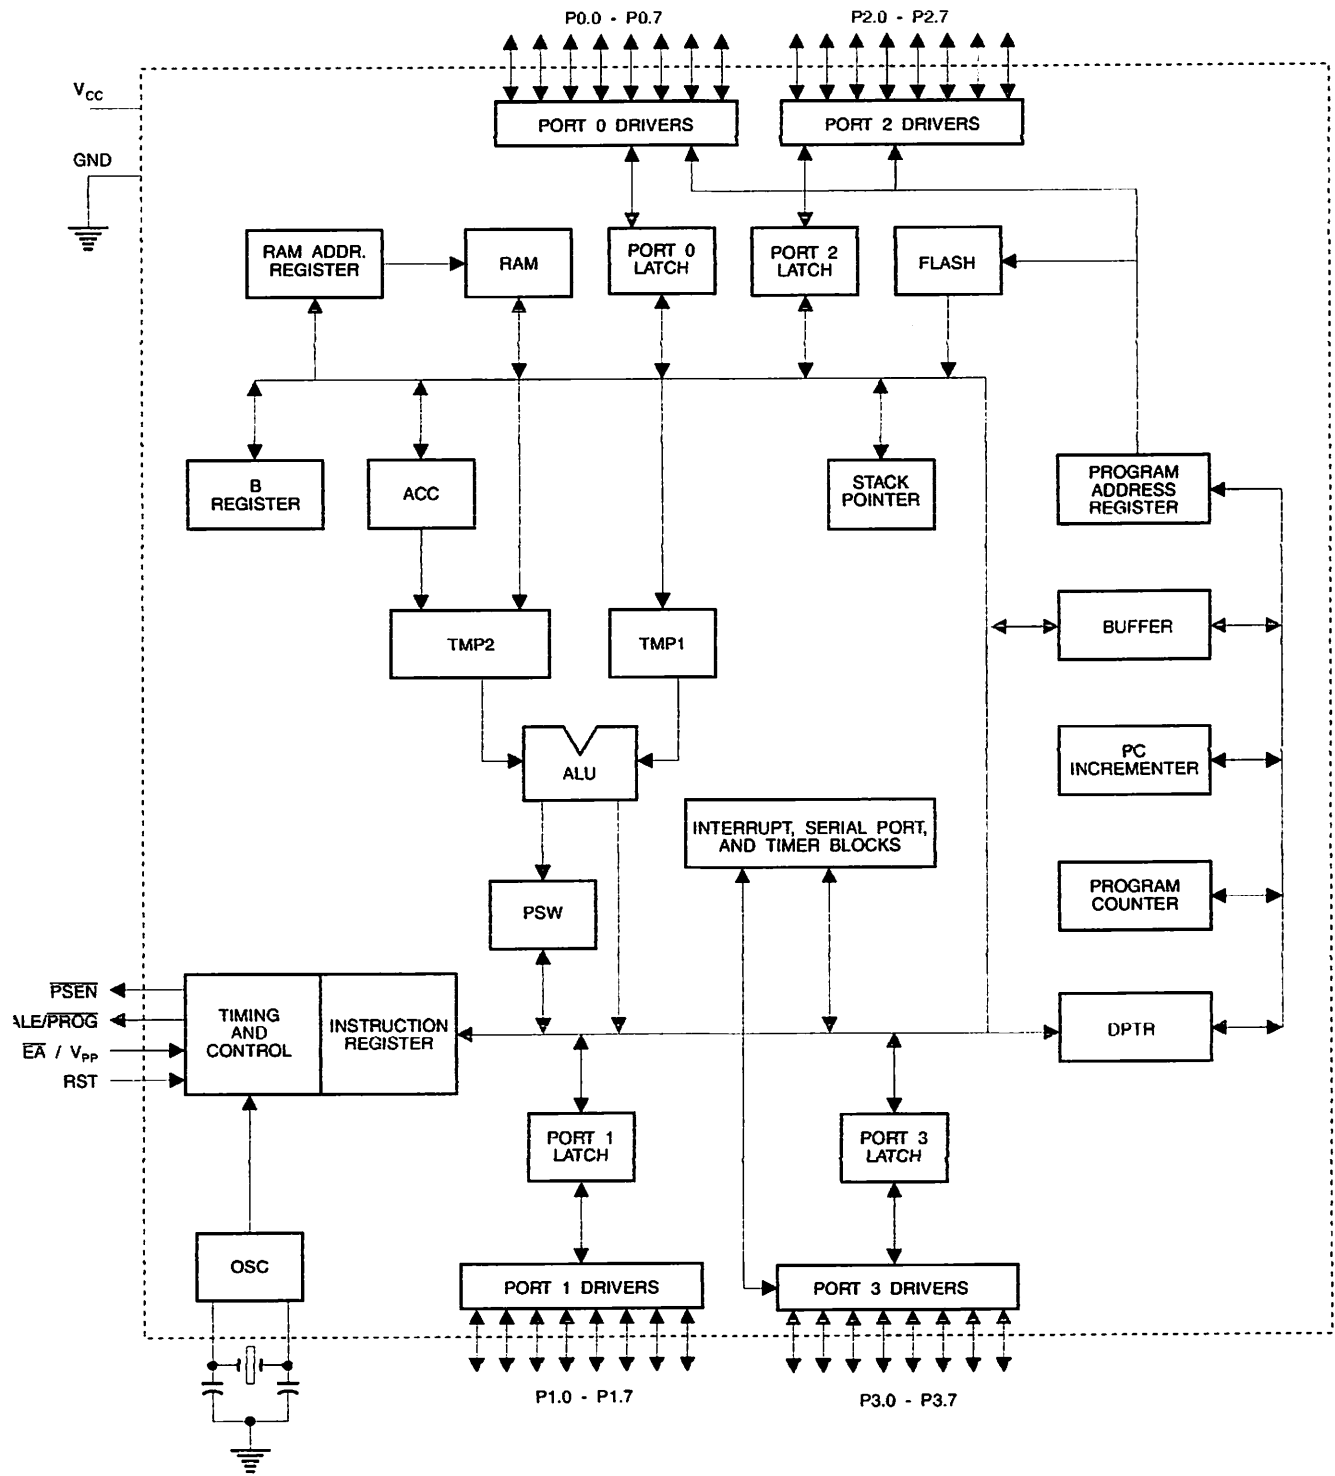 P0.0 - P0.7
P2.0 - P2.7
VCC
GND
PORT 0 DRIVERS
PORT 2 DRIVERS
RAM ADDR.
REGISTER
RAM
PORT 0
LATCH
PORT 2
LATCH
FLASH
B
REGISTER
ACC
STACK
POINTER
PROGRAM
ADDRESS
REGISTER
TMP2
TMP1
BUFFER
ALU
PC
INCREMENTER
INTERRUPT, SERIAL PORT,
AND TIMER BLOCKS
PSW
PROGRAM
COUNTER
PSEN
ALE/PROG
EA / VPP
RST
TIMING
AND
CONTROL
INSTRUCTION
REGISTER
DPTR
PORT 1
LATCH
PORT 3
LATCH
OSC
PORT 1 DRIVERS
PORT 3 DRIVERS
P1.0 - P1.7
P3.0 - P3.7